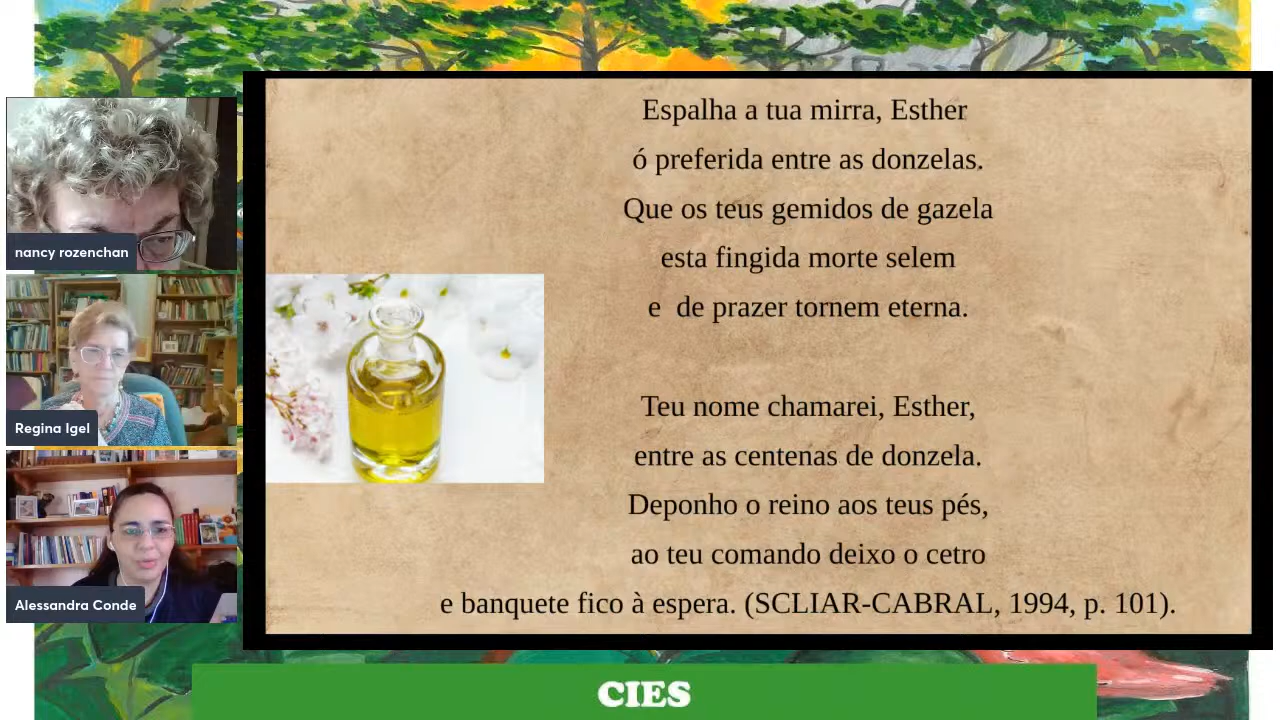 nancy rozenchan
Regina Igel
Alessandra Conde
Espalha a tua mirra, Esther
ó preferida entre as donzelas.
Que os teus gemidos de gazela
esta fingida morte selem
e  de prazer tornem eterna.
Teu nome chamarei, Esther,
entre as centenas de donzela.
Deponho o reino aos teus pés,
ao teu comando deixo o cetro
e banquete fico à espera. (SCLIAR-CABRAL, 1994, p. 101).
CIES